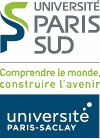 UNIVERSITÉ
PARIS
SUD
Comprendre le monde,
construire l'avenir
université
PARIS-SACLAY